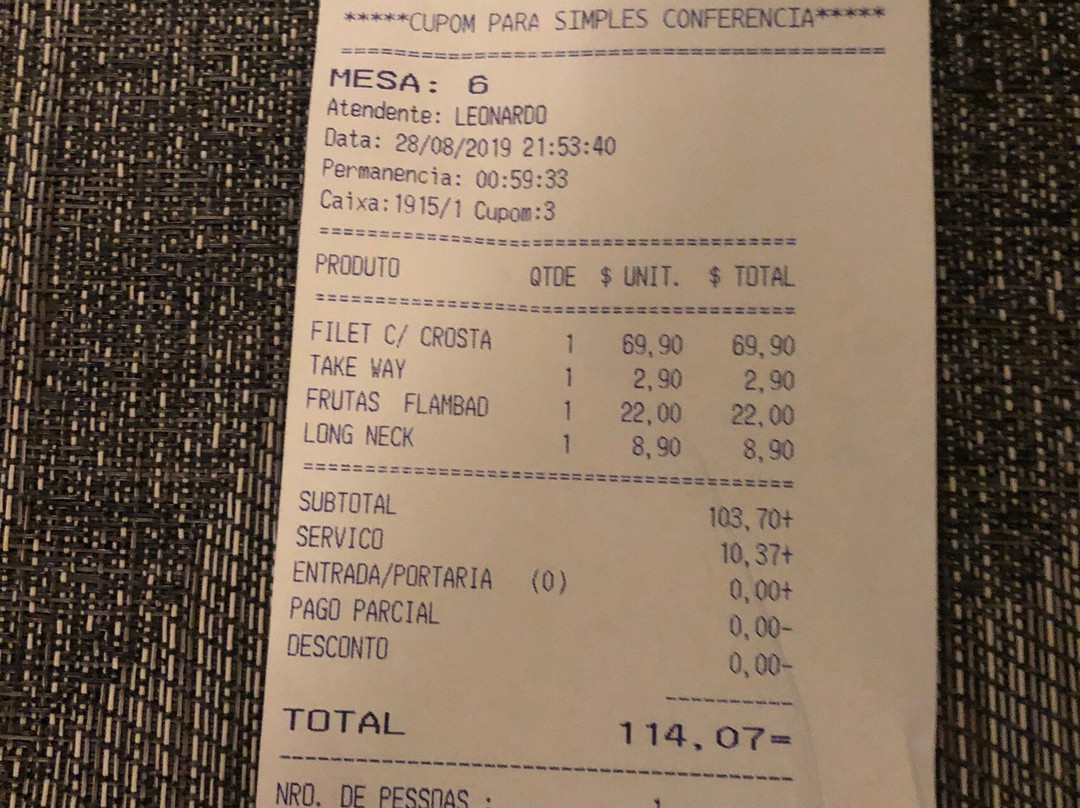 *****CUPOM PARA SIMPLES CONFERENCIA*****
MESA: 6
Atendente: LEONARDO
Data: 28/08/2019 21:53:40
Permanencia: 00:59:33
Caixa:1915/1 Cupom:3
PRODUTO QTDE $ UNIT. $ TOTAL
FILET C/ CROSTA 1 69,90 69,90
TAKE WAY 1 2,90 2,90
FRUTAS FLAMBAD 1 22,00 22,00
LONG NECK 1 8,90 8,90
SUBTOTAL 103,70+
SERVICO 10,37+
ENTRADA/PORTARIA (0) 0,00+
PAGO PARCIAL 0,00-
DESCONTO 0,00-
TOTAL 114,07=
NRO. DE PESSOAS : 1